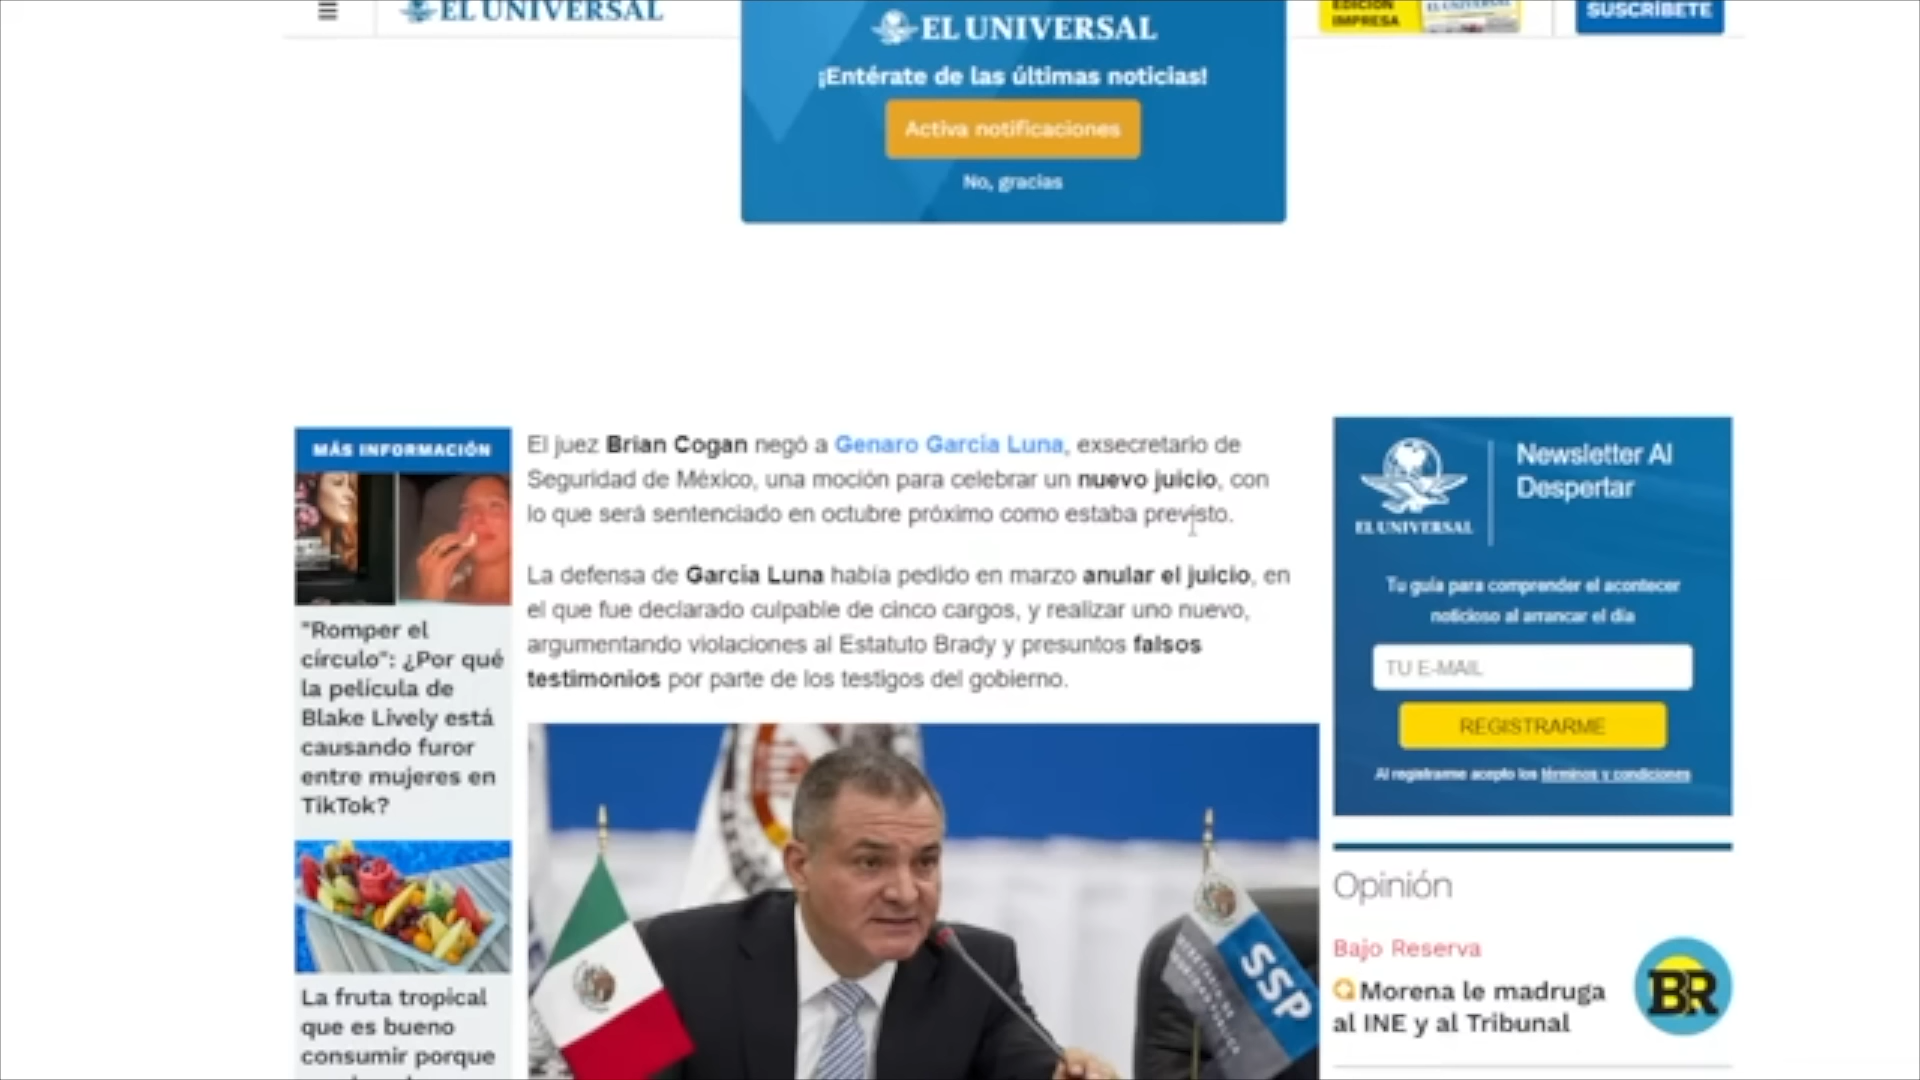 EL UNIVERSAL
EL UNIVERSAL
¡Entérate de las últimas noticias!
Activa notificaciones
No, gracias
EDICIÓN
IMPRESA
EL UNIVERSAL
SUSCRÍBETE
MÁS INFORMACIÓN
"Romper el
círculo": ¿Por qué
la película de
Blake Lively está
causando furor
entre mujeres en
TikTok?
La fruta tropical
que es bueno
consumir porque
El juez Brian Cogan negó a Genaro García Luna, exsecretario de
Seguridad de México, una moción para celebrar un nuevo juicio, con
lo que será sentenciado en octubre próximo como estaba previsto.
La defensa de García Luna había pedido en marzo anular el juicio, en
el que fue declarado culpable de cinco cargos, y realizar uno nuevo,
argumentando violaciones al Estatuto Brady y presuntos falsos
testimonios por parte de los testigos del gobierno.
SSP
EL UNIVERSAL
Newsletter Al
Despertar
Tu guía para comprender el acontecer
noticioso al arrancar el día
TU E-MAIL
REGISTRARME
Al registrarme acepto los términos y condiciones
Opinión
Bajo Reserva
Morena le madruga
al INE y al Tribunal
BR